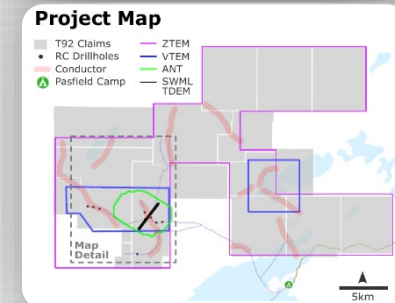 Project Map
T92 Claims
RC Drillholes
Conductor
Pasfield Camp
ZTEM
VTEM
ANT
SWML
TDEM
Map
Detail
5km